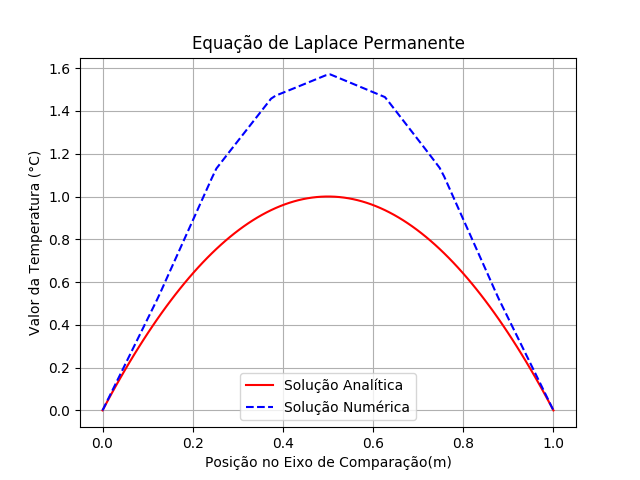 Equação de Laplace Permanente
Valor da Temperatura (°C)
1.6
1.4
1.2
1.0
0.8
0.6
0.4
0.2
0.0
Solução Analítica
Solução Numérica
0.0 0.2 0.4 0.6 0.8 1.0
Posição no Eixo de Comparação(m)